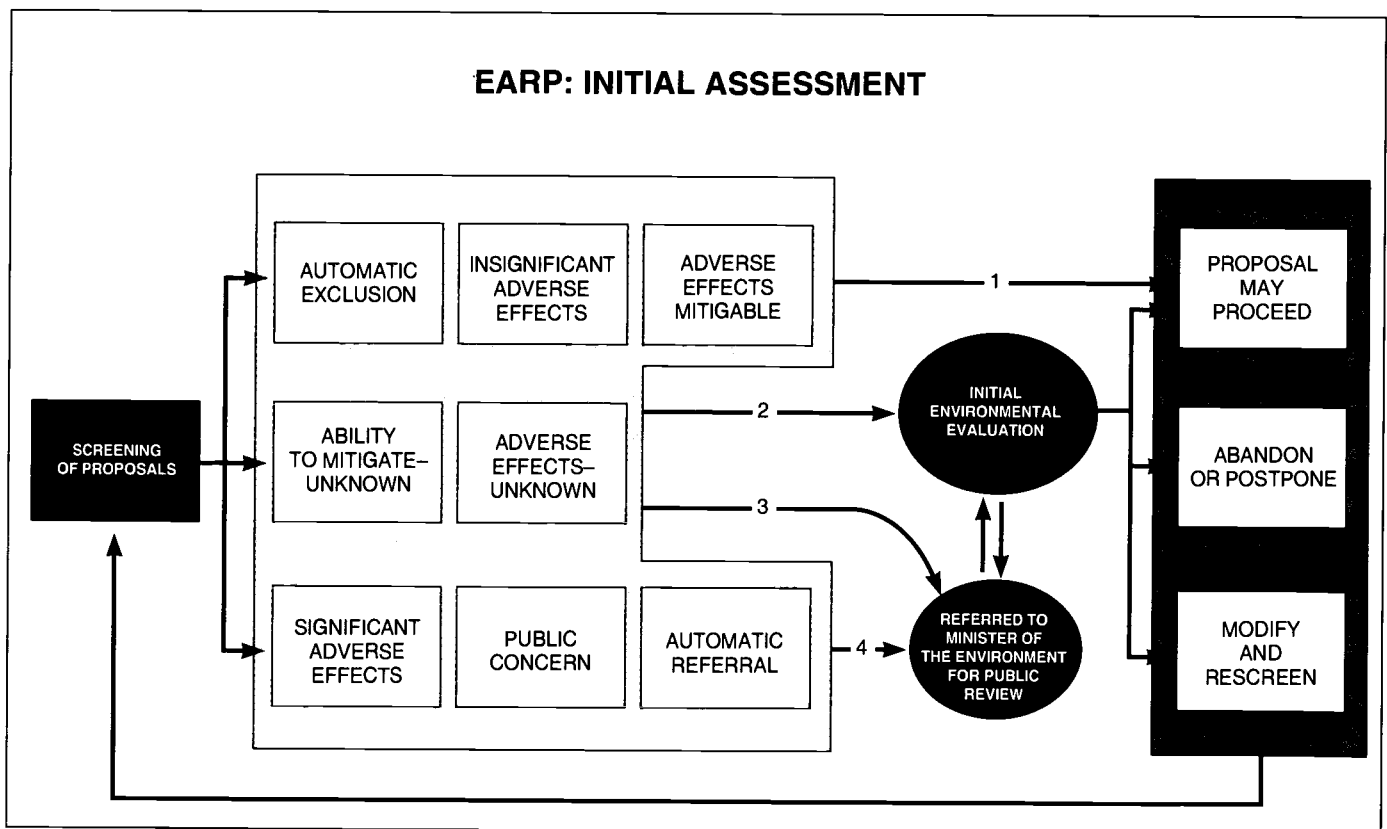 EARP: INITIAL ASSESSMENT
AUTOMATIC
EXCLUSION
INSIGNIFICANT
ADVERSE
EFFECTS
ADVERSE
EFFECTS
MITIGABLE
1
PROPOSAL
MAY
PROCEED
SCREENING
OF PROPOSALS
ABILITY
TO MITIGATE–
UNKNOWN
ADVERSE
EFFECTS–
UNKNOWN
2
3
INITIAL
ENVIRONMENTAL
EVALUATION
ABANDON
OR POSTPONE
SIGNIFICANT
ADVERSE
EFFECTS
PUBLIC
CONCERN
AUTOMATIC
REFERRAL
4
REFERRED TO
MINISTER OF
THE ENVIRONMENT
FOR PUBLIC
REVIEW
MODIFY
AND
RESCREEN